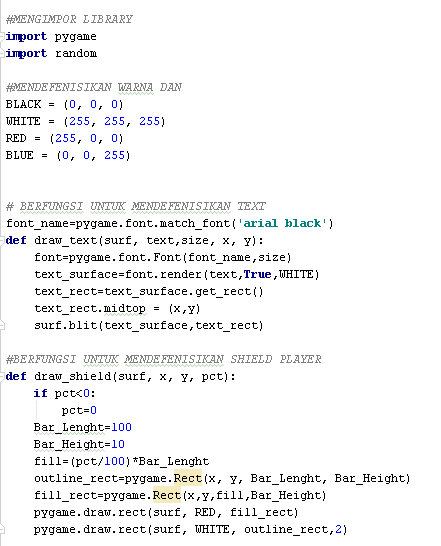 #MENGIMPOR LIBRARY
import pygame
import random
#MENDEFENISIKAN WARNA DAN
BLACK = (0, 0, 0)
WHITE = (255, 255, 255)
RED = (255, 0, 0)
BLUE = (0, 0, 255)
# BERFUNGSI UNTUK MENDEFENISIKAN TEXT
font_name=pygame.font.match_font('arial black')
def draw_text(surf, text,size, x, y):
    font=pygame.font.Font(font_name,size)
    text_surface=font.render(text,True,WHITE)
    text_rect=text_surface.get_rect()
    text_rect.midtop = (x,y)
    surf.blit(text_surface,text_rect)
#BERFUNGSI UNTUK MENDEFENISIKAN SHIELD PLAYER
def draw_shield(surf, x, y, pct):
    if pct<0:
        pct=0
    Bar_Lenght=100
    Bar_Height=10
    fill=(pct/100)*Bar_Lenght
    outline_rect=pygame.Rect(x, y, Bar_Lenght, Bar_Height)
    fill_rect=pygame.Rect(x,y,fill,Bar_Height)
    pygame.draw.rect(surf, RED, fill_rect)
    pygame.draw.rect(surf, WHITE, outline_rect,2)